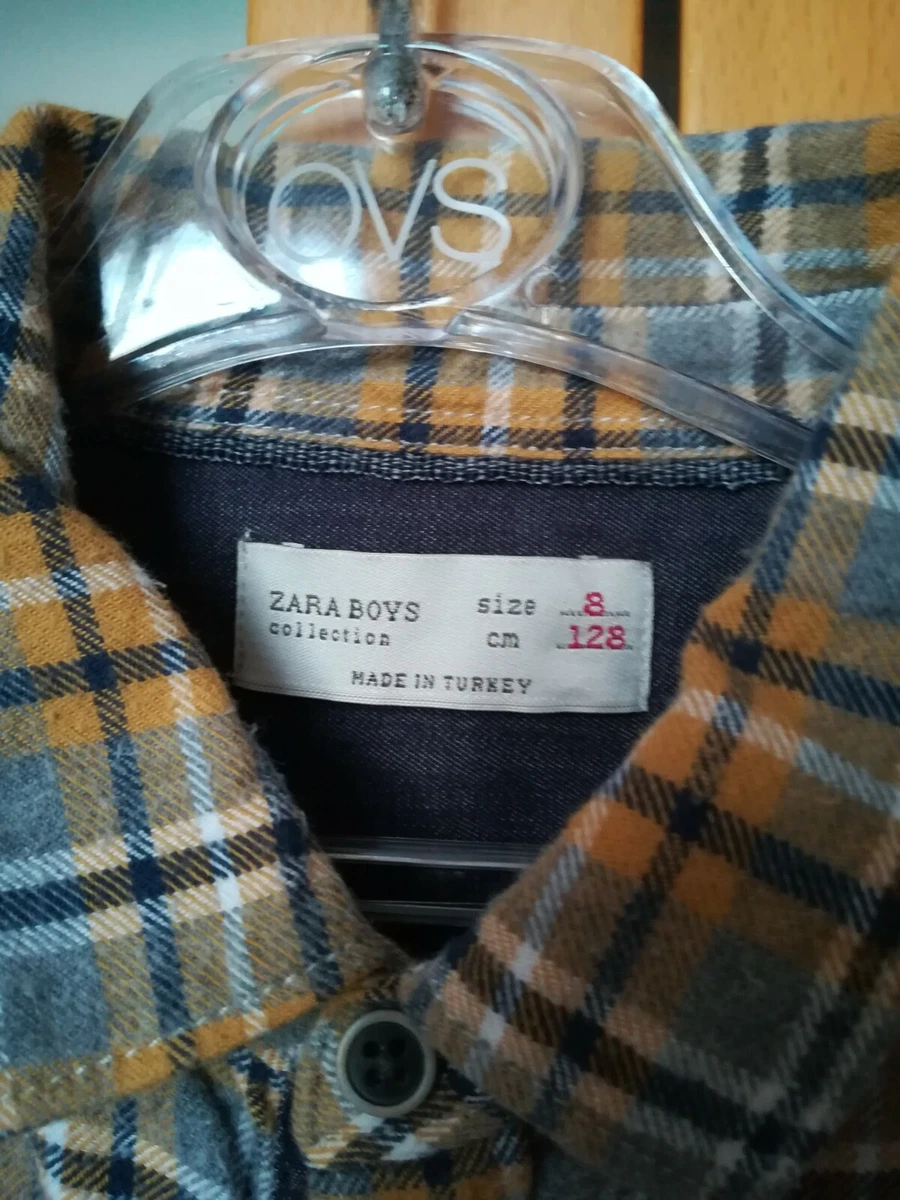 OVS
ZARA BOYS size 8
collection cm 128
MADE IN TURKEY